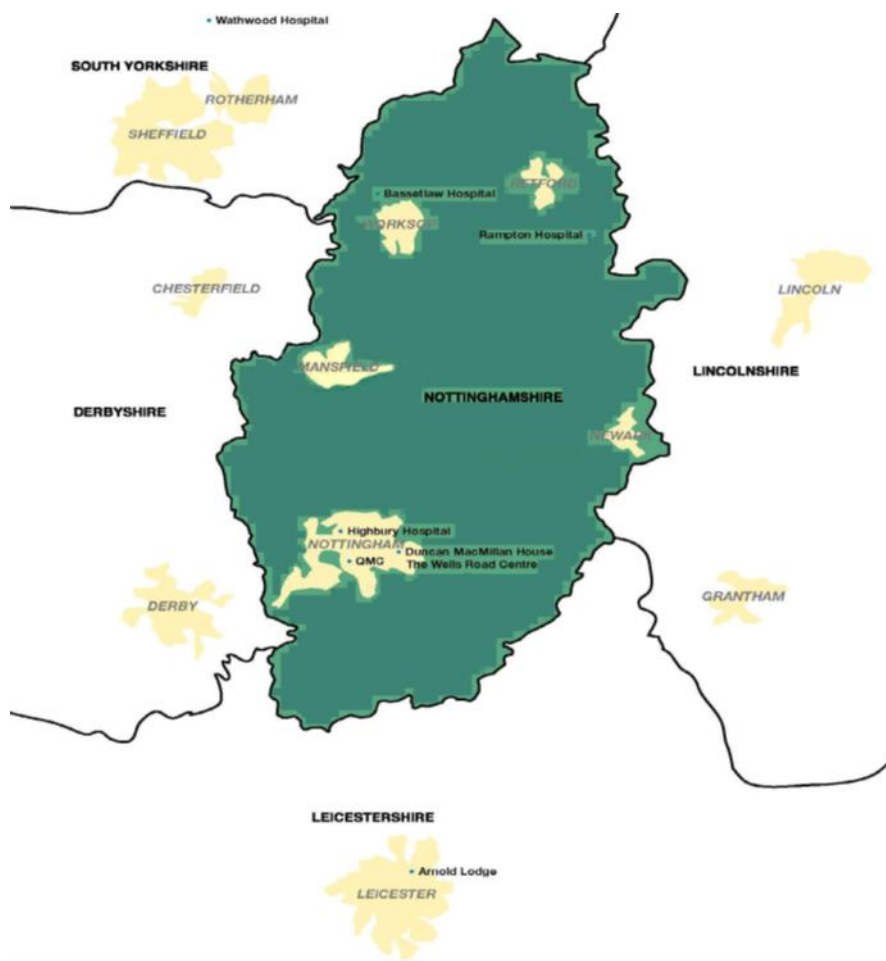 Wathwood Hospital
SOUTH YORKSHIRE
ROTHERHAM
SHEFFIELD
RETFORD
Bassetlaw Hospital
WORKSOP
Rampton Hospital
CHESTERFIELD
LINCOLN
MANSFIELD
LINCOLNSHIRE
NOTTINGHAMSHIRE
DERBYSHIRE
NEWARK
Highbury Hospital
NOTTINGHAM
Duncan MacMillan House
QMC
The Wells Road Centre
GRANTHAM
DERBY
LEICESTERSHIRE
Arnold Lodge
LEICESTER